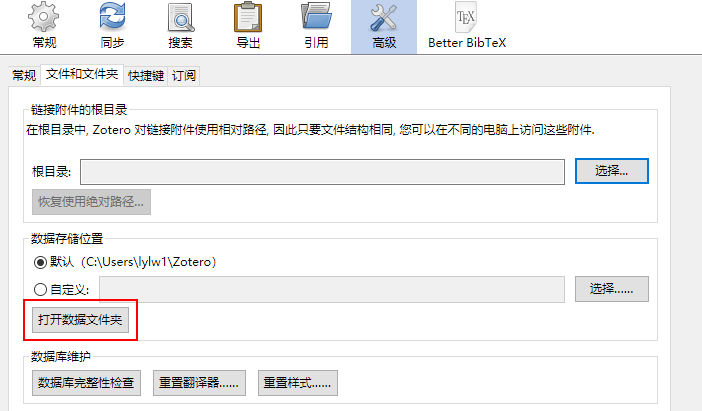 常规 同步 搜索 导出 引用 高级 Better BibTeX
常规 文件和文件夹 快捷键 订阅
链接附件的根目录
在根目录中, Zotero 对链接附件使用相对路径, 因此只要文件结构相同, 您可以在不同的电脑上访问这些附件.
根目录: 选择...
恢复使用绝对路径...
数据存储位置
默认（C:\Users\lylw1\Zotero）
自定义: 选择......
打开数据文件夹
数据库维护
数据库完整性检查 重置翻译器...... 重置样式......